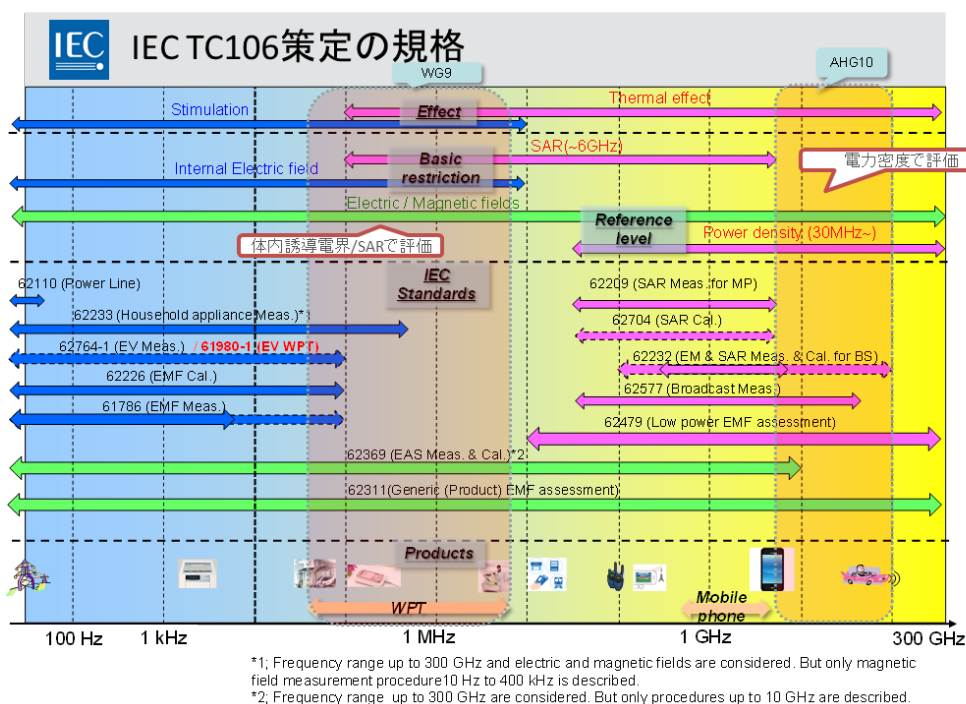 IEC
IEC TC106策定の規格
WG9
AHG10
Stimulation
Effect
Thermal effect
SAR(~6GHz)
Internal Electric field
Basic
restriction
電力密度で評価
Electric / Magnetic fields
Reference
level
Power density (30MHz~)
体内誘導電界/SARで評価
IEC
Standards
62110 (Power Line)
62209 (SAR Meas. for MP)
62233 (Household appliance Meas.)*
62704 (SAR Cal.)
62764-1 (EV Meas.) / 61980-1 (EV WPT)
62232 (EM & SAR Meas. & Cal. for BS)
62226 (EMF Cal.)
62577 (Broadcast Meas.)
61786 (EMF Meas.)
62479 (Low power EMF assessment)
62369 (EAS Meas. & Cal.)*2
62311(Generic (Product) EMF assessment)
Products
WPT
Mobile
phone
100 Hz
1 kHz
1 MHz
1 GHz
300 GHz
*1; Frequency range up to 300 GHz and electric and magnetic fields are considered. But only magnetic
field measurement procedure10 Hz to 400 kHz is described.
*2; Frequency range up to 300 GHz are considered. But only procedures up to 10 GHz are described.